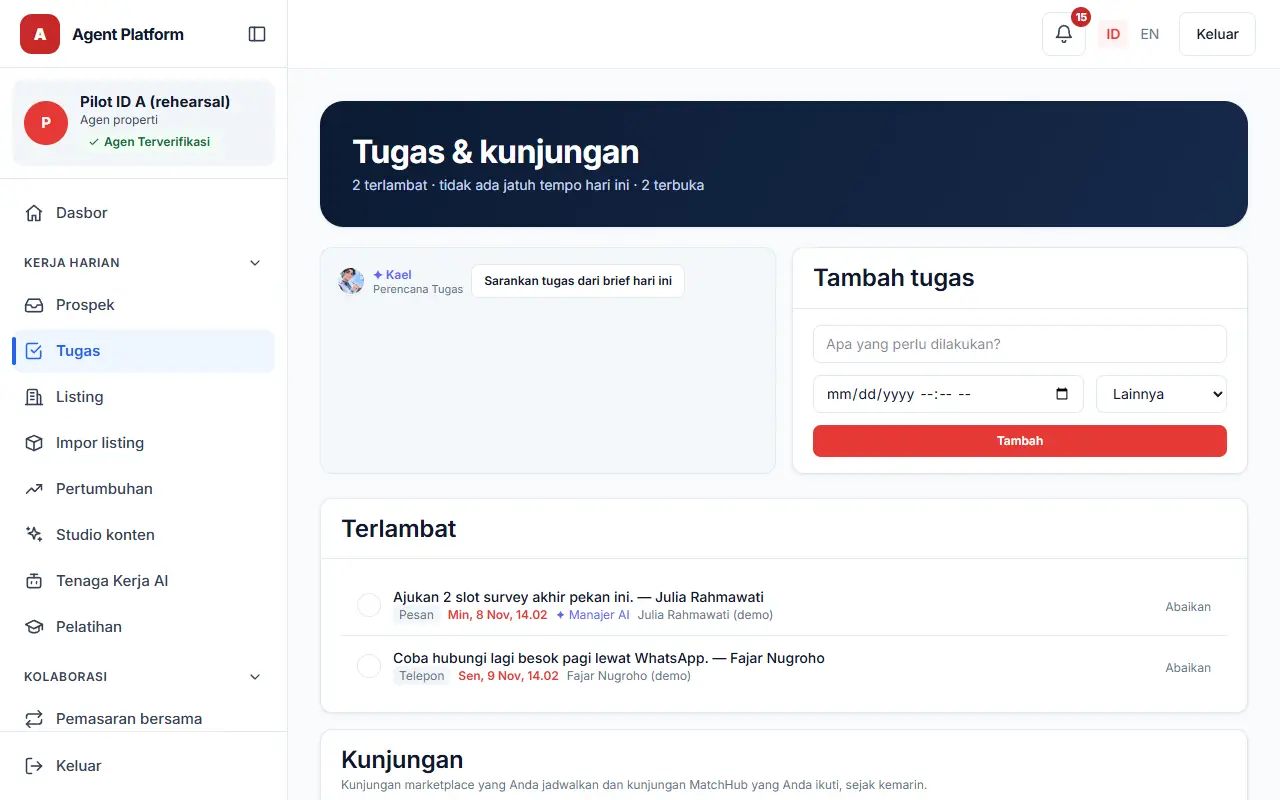 A Agent Platform
15
ID EN Keluar
P
Pilot ID A (rehearsal)
Agen properti
✓ Agen Terverifikasi
Dasbor
KERJA HARIAN
Prospek
Tugas
Listing
Impor listing
Pertumbuhan
Studio konten
Tenaga Kerja AI
Pelatihan
KOLABORASI
Pemasaran bersama
Keluar
Tugas & kunjungan
2 terlambat · tidak ada jatuh tempo hari ini · 2 terbuka
✦ Kael
Perencana Tugas
Sarankan tugas dari brief hari ini
Tambah tugas
Apa yang perlu dilakukan?
mm/dd/yyyy --:-- --
Lainnya
Tambah
Terlambat
Ajukan 2 slot survey akhir pekan ini. — Julia Rahmawati
Pesan Min, 8 Nov, 14.02 ✦ Manajer AI Julia Rahmawati (demo)
Abaikan
Coba hubungi lagi besok pagi lewat WhatsApp. — Fajar Nugroho
Telepon Sen, 9 Nov, 14.02 Fajar Nugroho (demo)
Abaikan
Kunjungan
Kunjungan marketplace yang Anda jadwalkan dan kunjungan MatchHub yang Anda ikuti, sejak kemarin.